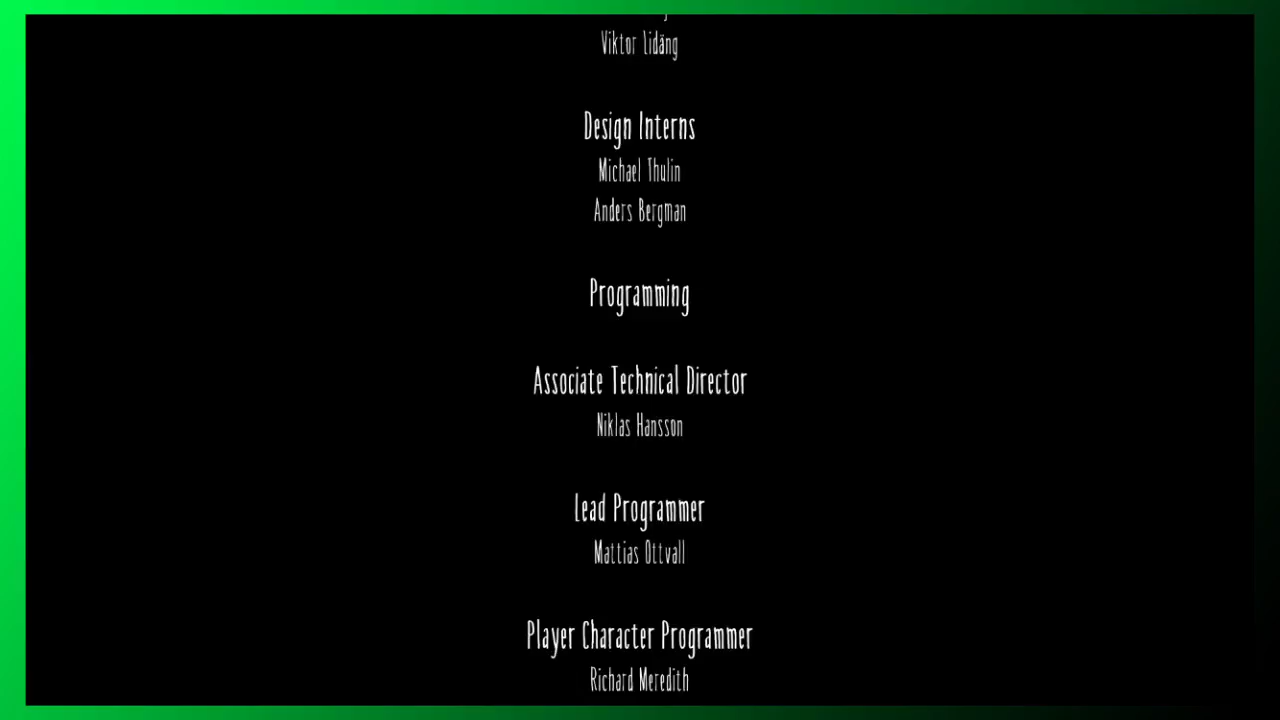 Viktor Lidäng
Design Interns
Michael Thulin
Anders Bergman
Programming
Associate Technical Director
Niklas Hansson
Lead Programmer
Mattias Ottvall
Player Character Programmer
Richard Meredith